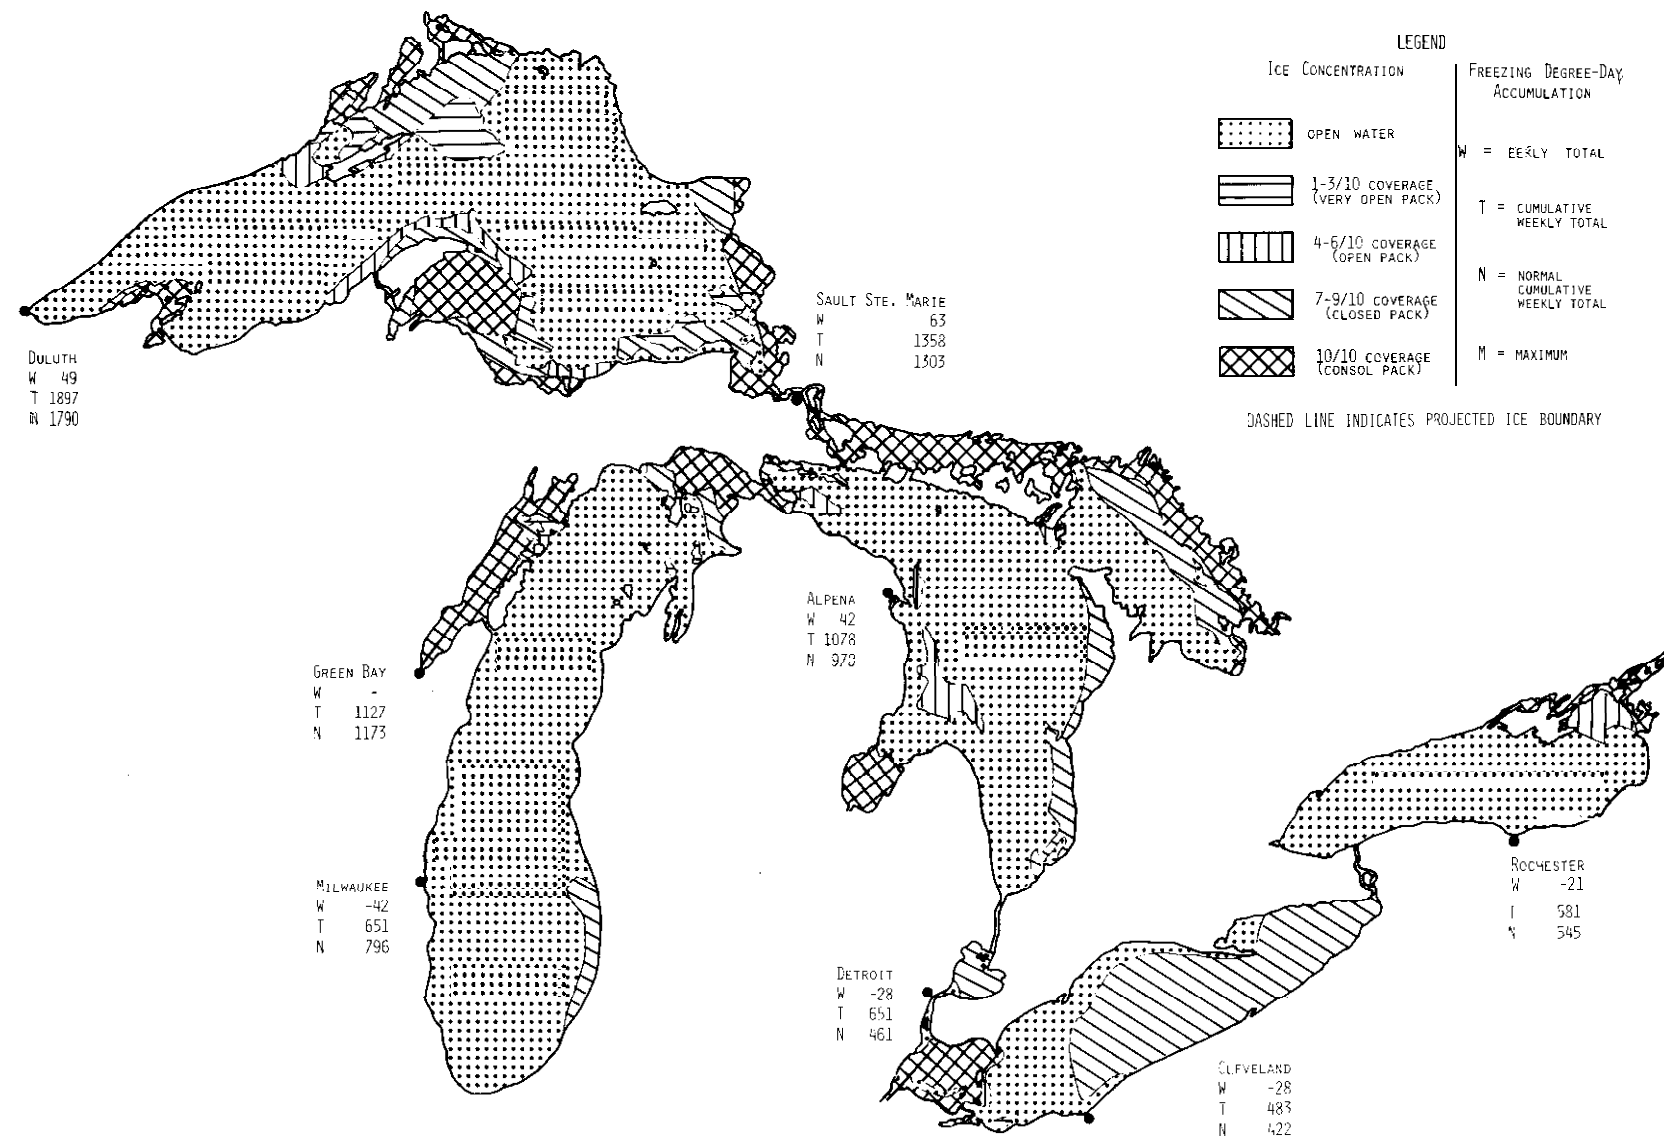 LEGEND
ICE CONCENTRATION
FREEZING DEGREE-DAY
ACCUMULATION
OPEN WATER
1-3/10 COVERAGE
(VERY OPEN PACK)
4-6/10 COVERAGE
(OPEN PACK)
7-9/10 COVERAGE
(CLOSED PACK)
10/10 COVERAGE
(CONSOL PACK)
W = EEKLY TOTAL
T = CUMULATIVE
WEEKLY TOTAL
N = NORMAL
CUMULATIVE
WEEKLY TOTAL
M = MAXIMUM
DASHED LINE INDICATES PROJECTED ICE BOUNDARY
SAULT STE. MARIE
W 63
T 1358
N 1303
DULUTH
W 49
T 1897
N 1790
ALPENA
W 42
T 1078
N
GREEN BAY
W -
T 1127
N 1173
MILWAUKEE
W -42
T 651
N 796
ROCHESTER
W -21
T 581
N 545
DETROIT
W -28
T 651
N 461
CLEVELAND
W -28
T 483
N 422